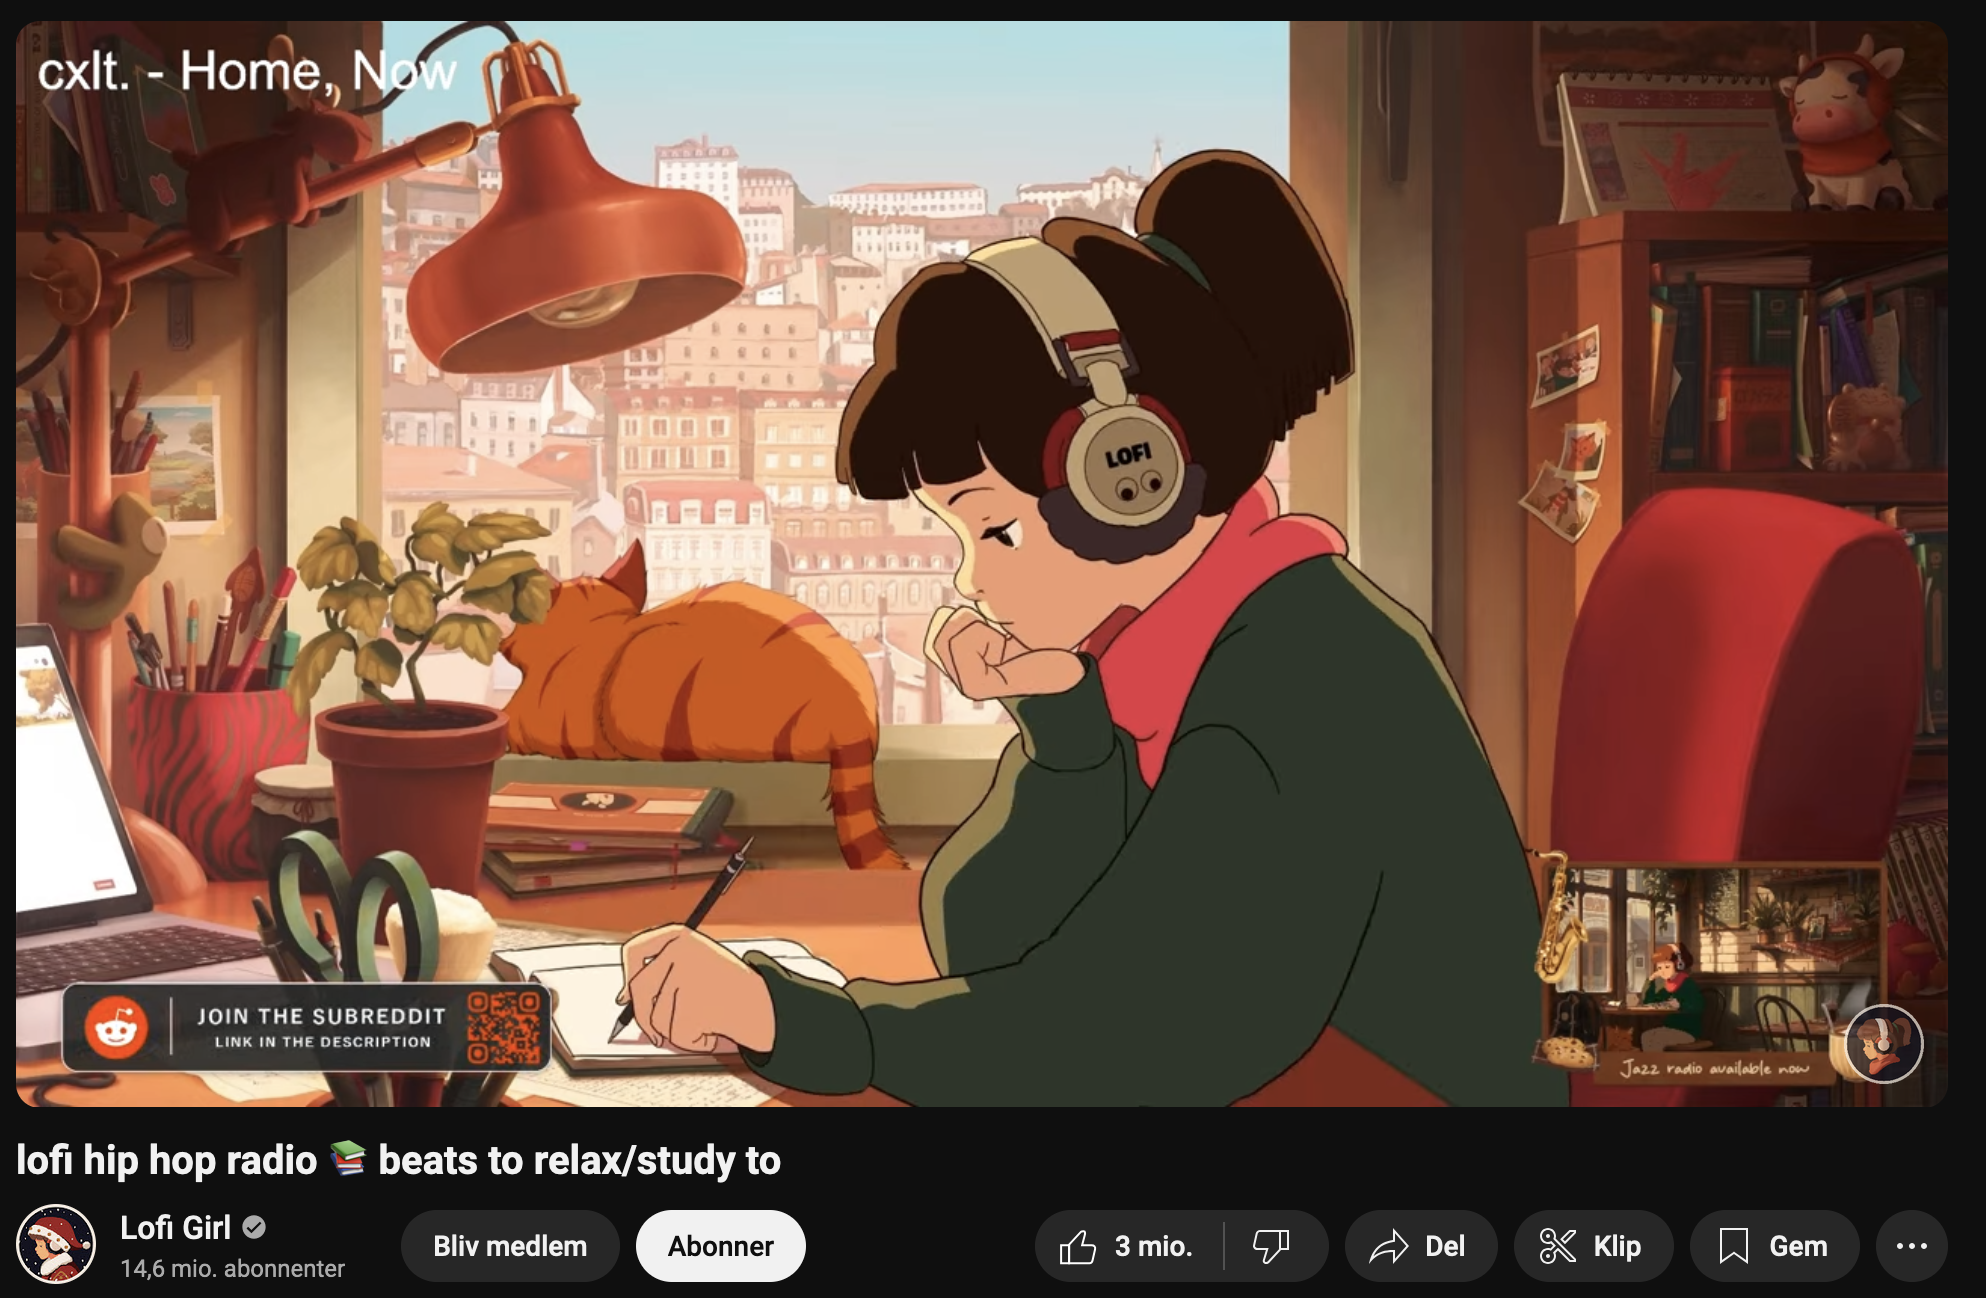 cxlt. - Home, Now
LOFI
JOIN THE SUBREDDIT
LINK IN THE DESCRIPTION
Jazz radio available now
lofi hip hop radio 📚 beats to relax/study to
Lofi Girl
14,6 mio. abonnenter
Bliv medlem
Abonner
3 mio.
Del
Klip
Gem